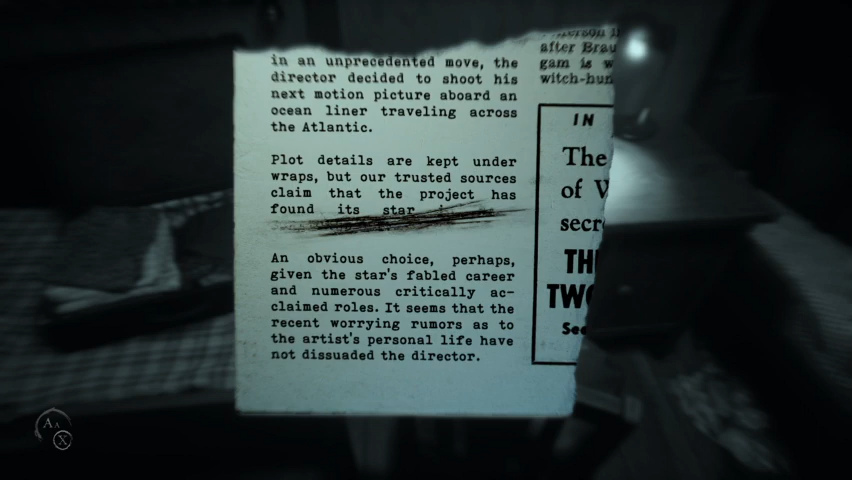 in an unprecedented move, the
director decided to shoot his
next motion picture aboard an
ocean liner traveling across
the Atlantic.
Plot details are kept under
wraps, but our trusted sources
claim that the project has
found its star
An obvious choice, perhaps,
given the star's fabled career
and numerous critically ac-
claimed roles. It seems that the
recent worrying rumors as to
the artist's personal life have
not dissuaded the director.
after Brau
gam is w
witch-hun
IN
The
of
secr
TH
TWO
See
A A
X